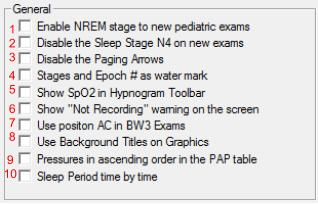 General
1 Enable NREM stage to new pediatric exams
2 Disable the Sleep Stage N4 on new exams
3 Disable the Paging Arrows
4 Stages and Epoch # as water mark
5 Show SpO2 in Hypnogram Toolbar
6 Show "Not Recording" warning on the screen
7 Use positon AC in BW3 Exams
8 Use Background Titles on Graphics
9 Pressures in ascending order in the PAP table
10 Sleep Period time by time